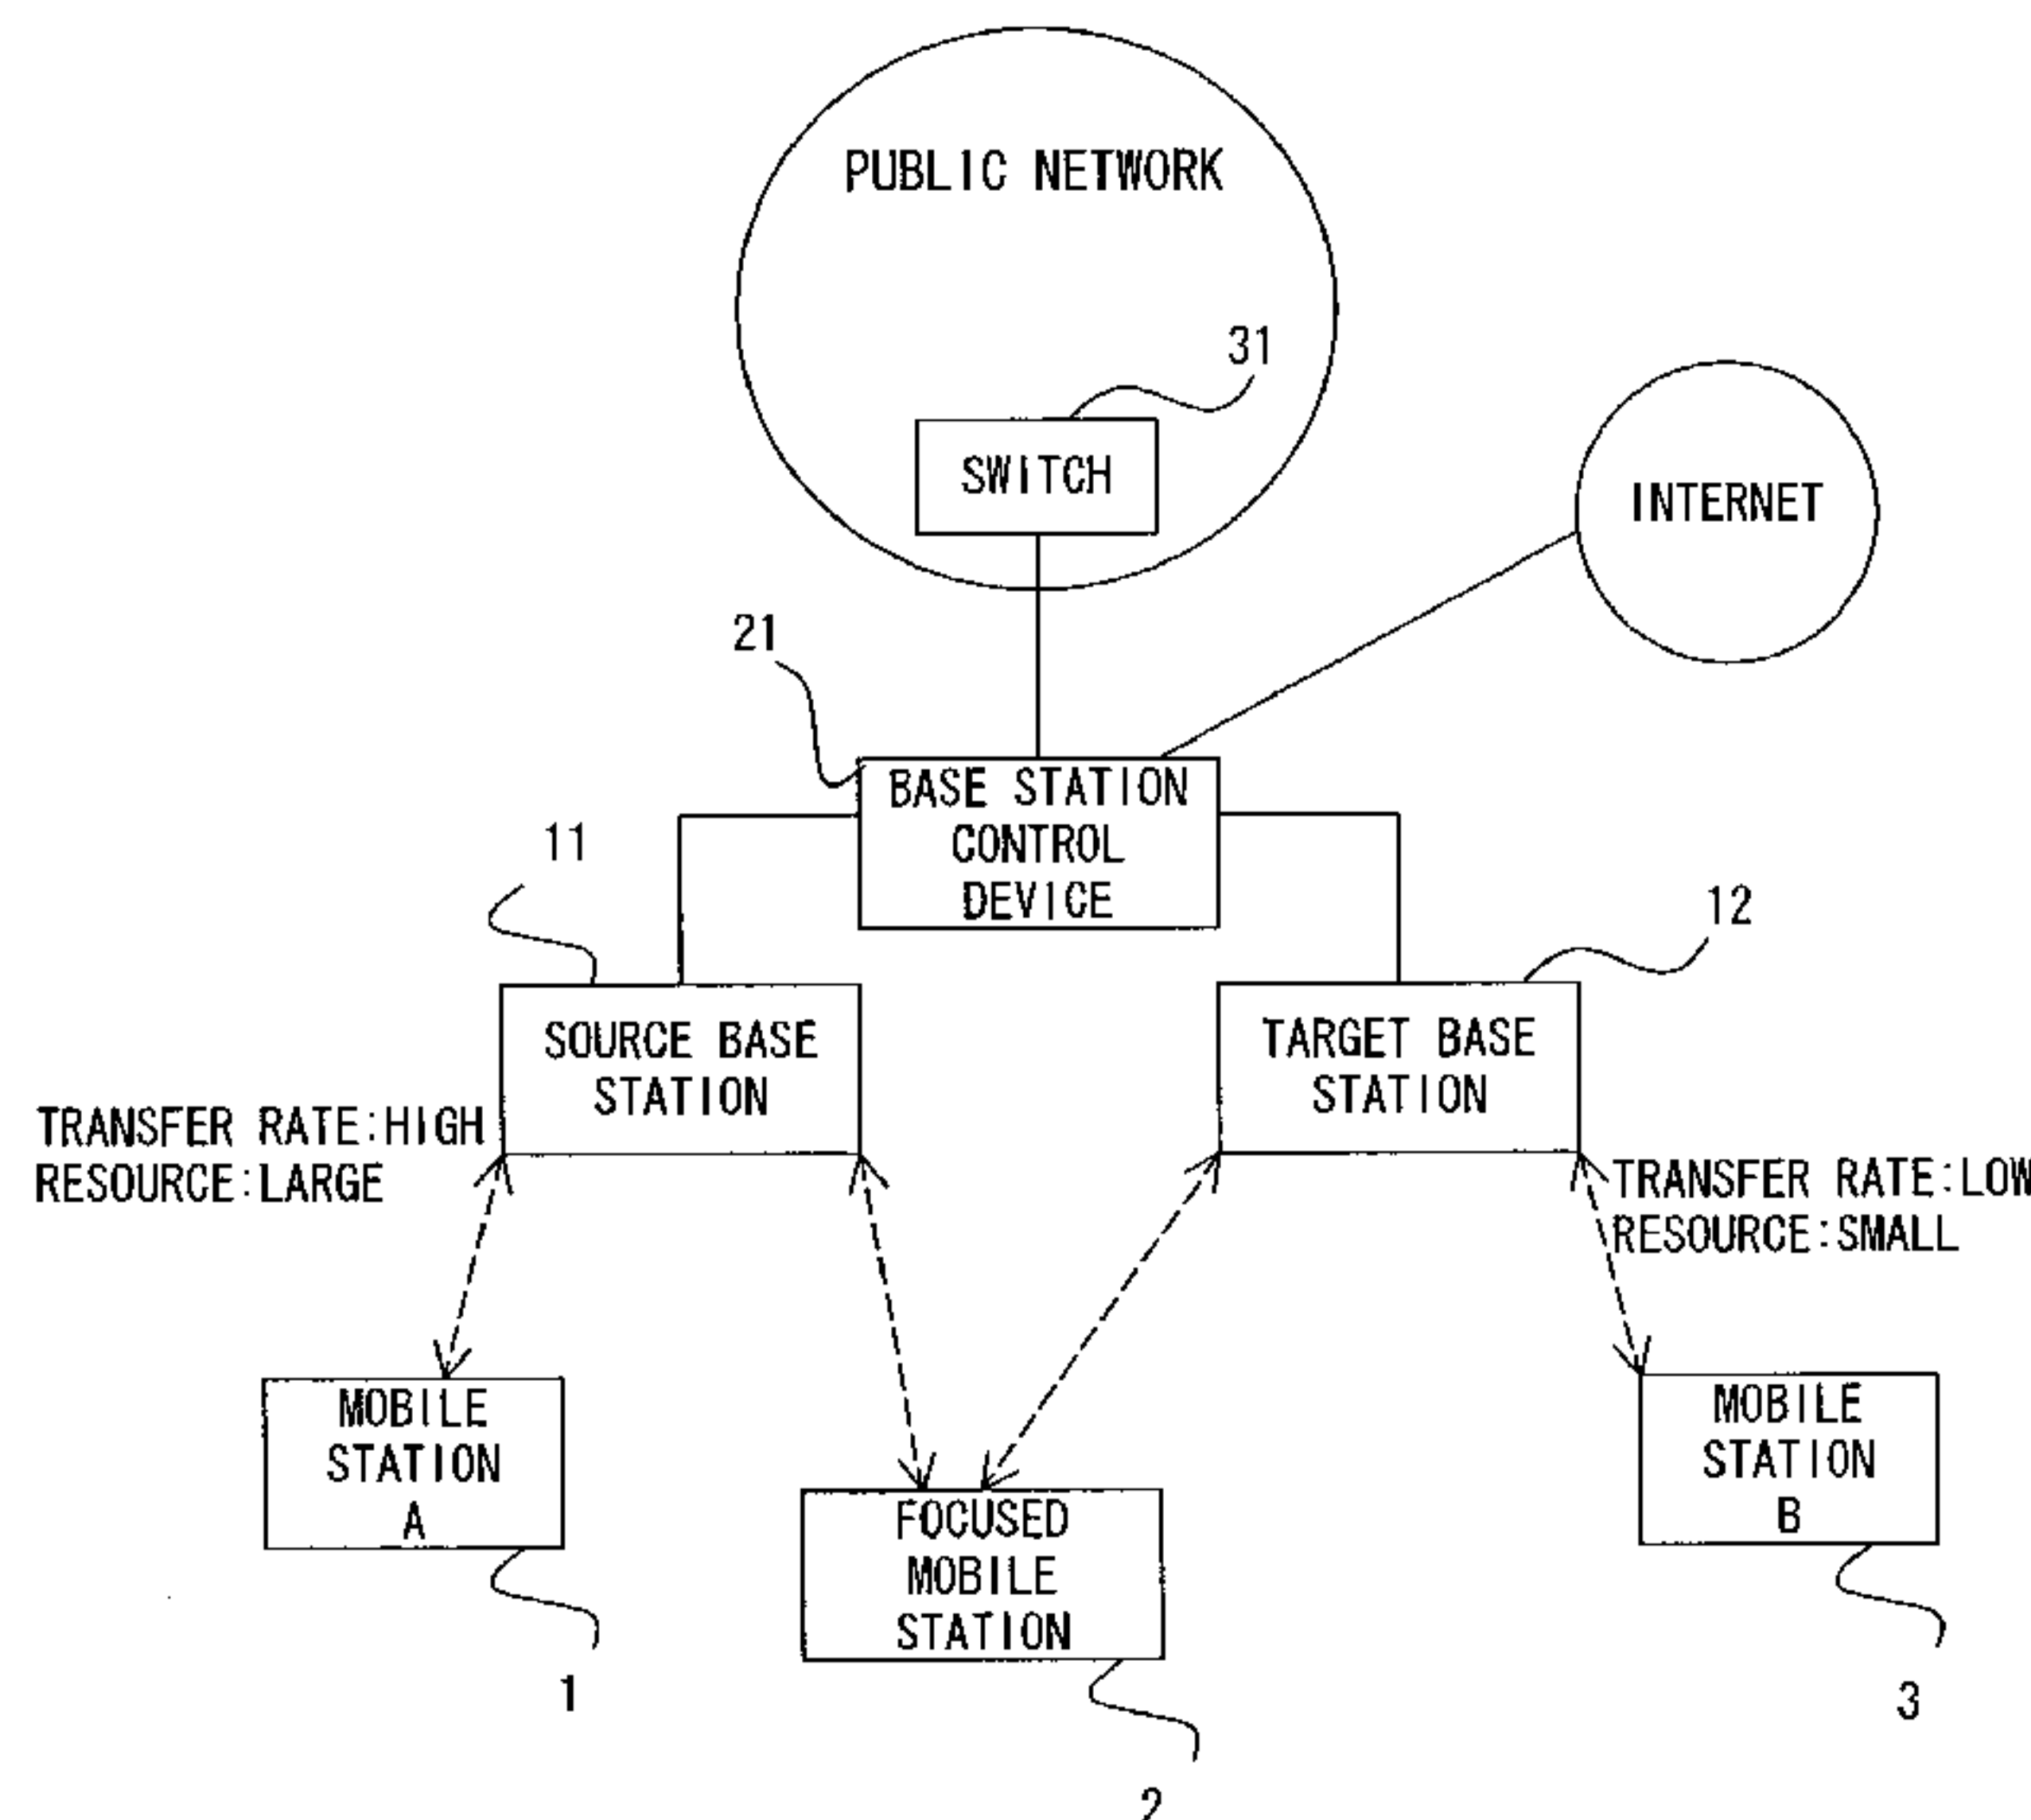 PUBLIC NETWORK
31
SWITCH
INTERNET
21
BASE STATION
CONTROL
DEVICE
11
12
SOURCE BASE
STATION
TARGET BASE
STATION
TRANSFER RATE:HIGH
RESOURCE:LARGE
TRANSFER RATE:LOW
RESOURCE:SMALL
MOBILE
STATION
A
FOCUSED
MOBILE
STATION
MOBILE
STATION
B
1
2
3